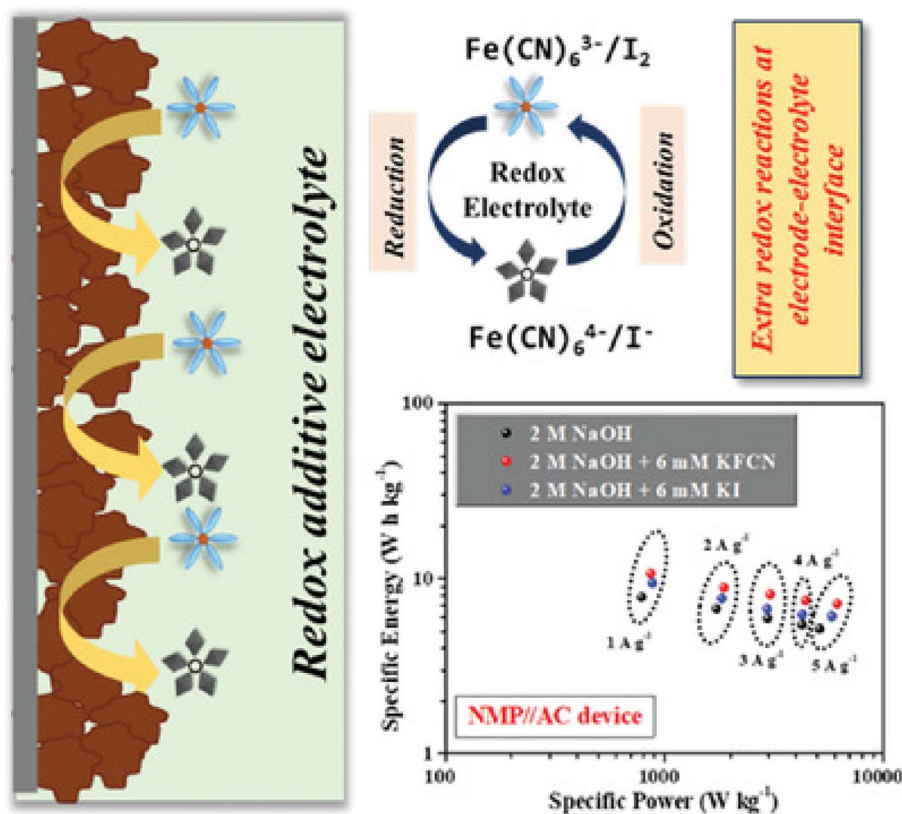 Redox additive electrolyte
Fe(CN)₆³⁻/I₂
Reduction
Redox
Electrolyte
Oxidation
Fe(CN)₆⁴⁻/I⁻
Extra redox reactions at
electrode-electrolyte
interface
Specific Energy (W h kg⁻¹)
100
10
1
2 M NaOH
2 M NaOH + 6 mM KFCN
2 M NaOH + 6 mM KI
1 A g⁻¹
2 A g⁻¹
3 A g⁻¹
4 A g⁻¹
5 A g⁻¹
NMP//AC device
100
1000
10000
Specific Power (W kg⁻¹)